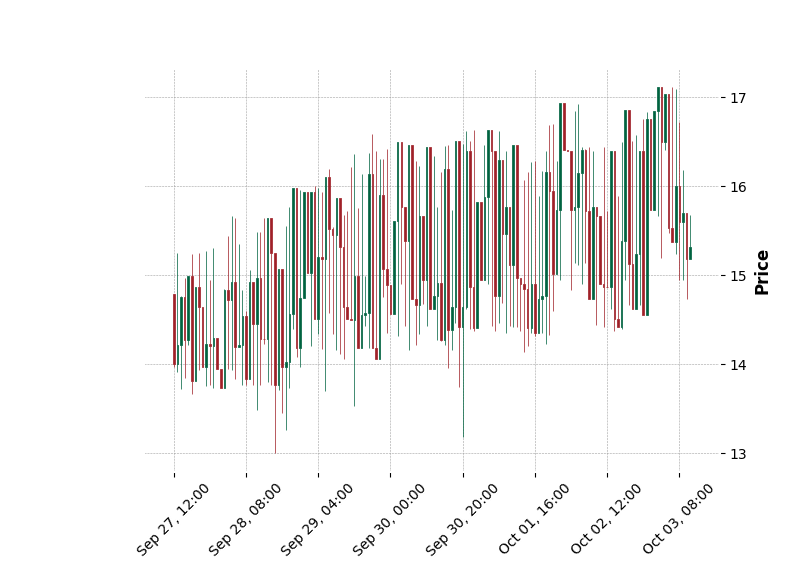 17
16
15
14
13
Price
Sep 27, 12:00
Sep 28, 08:00
Sep 29, 04:00
Sep 30, 00:00
Sep 30, 20:00
Oct 01, 16:00
Oct 02, 12:00
Oct 03, 08:00